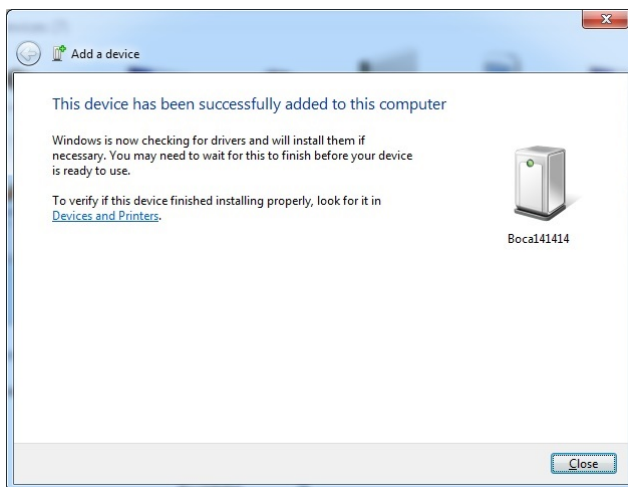 Add a device
This device has been successfully added to this computer
Windows is now checking for drivers and will install them if
necessary. You may need to wait for this to finish before your device
is ready to use.
To verify if this device finished installing properly, look for it in
Devices and Printers.
Boca141414
Close